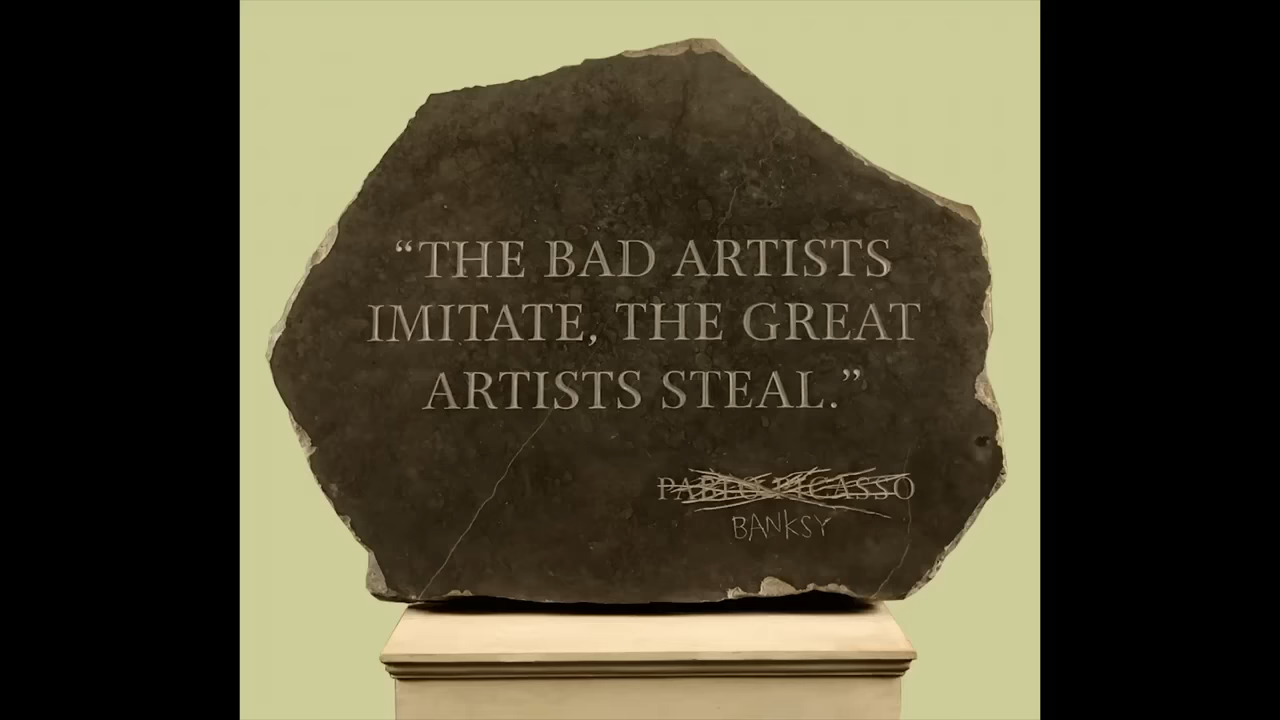 “THE BAD ARTISTS
IMITATE, THE GREAT
ARTISTS STEAL.”
PABLO PICASSO
BANKSY